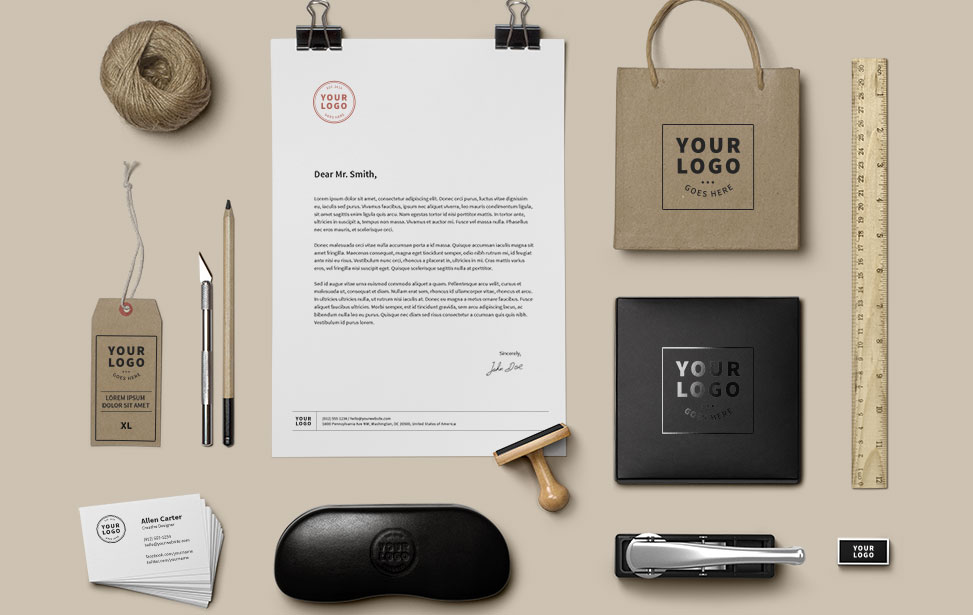 EST. 2014
YOUR
LOGO
GOES HERE
Dear Mr. Smith,
Lorem ipsum dolor sit amet, consectetur adipiscing elit. Donec orci purus, luctus vitae dignissim
eu, iaculis sed purus. Vivamus faucibus, ipsum nec aliquet viverra, leo mauris condimentum ligula,
sit amet sagittis enim ligula quis arcu. Nam egestas tortor id nisi porttitor mattis. In tortor ante,
ultricies in suscipit a, tempus non massa. Vivamus et auctor mi. Fusce vel massa nulla. Phasellus
nec eros mauris, et scelerisque orci.
Donec malesuada orci vitae nulla accumsan porta a id massa. Quisque accumsan iaculis magna sit
amet fringilla. Maecenas consequat, magna eget tincidunt semper, odio nibh rutrum mi, id feugiat
ante nisi eu risus. Vestibulum nunc orci, rhoncus a placerat in, ultricies in mi. Cras mattis varius
eros, vel fringilla nisi suscipit eget. Quisque scelerisque sagittis nulla at porttitor.
Sed id augue vitae urna euismod commodo aliquet a quam. Pellentesque arcu velit, cursus et
malesuada ut, consequat et diam. Nullam erat sem, rhoncus id ullamcorper vitae, rhoncus et arcu.
In ultricies ultricies nulla, ut rutrum nisi iaculis at. Donec eu magna a metus ornare faucibus. Fusce
aliquet faucibus ultricies. Morbi semper, est id tincidunt gravida, sem arcu adipiscing lacus, ac
bibendum nulla leo eu purus. Quisque nec diam sed risus consectetur
Vestibulum id purus lorem.
Sincerely,
John Doe
YOUR
LOGO
(912) 555-1234 / hello@yourwebsite.com
1600 Pennsylvania Ave NW, Washington, DC 20500, United States of America
YOUR
LOGO
GOES HERE
YOUR
LOGO
GOES HERE
YOUR
LOGO
GOES HERE
LOREM IPSUM
DOLOR SIT AMET
XL
YOUR
LOGO
Allen Carter
Creative Designer
(912) 555-1234
hello@yourwebsite.com
facebook.com/yourname
twitter.com/yourname
YOUR
LOGO
YOUR
LOGO